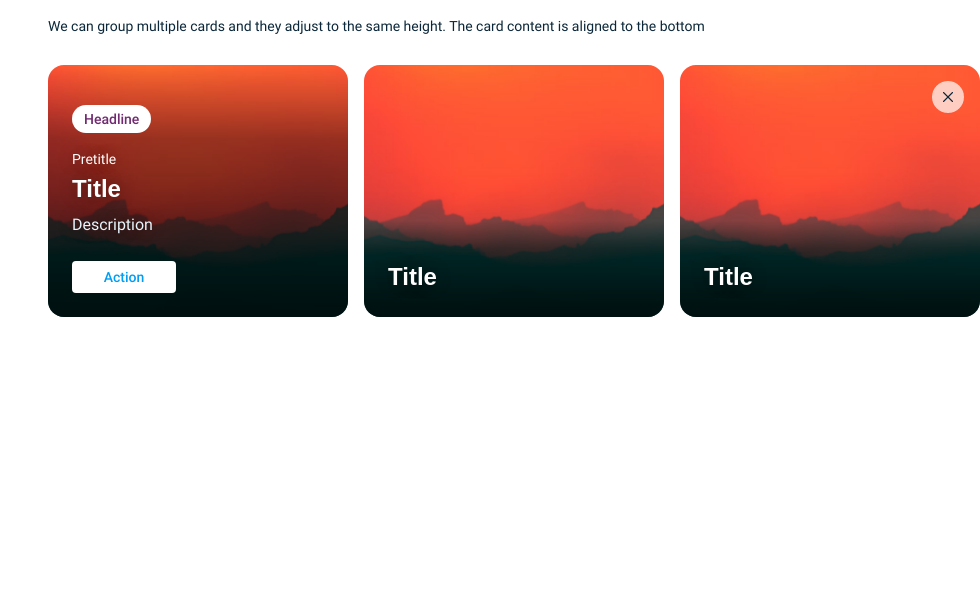 We can group multiple cards and they adjust to the same height. The card content is aligned to the bottom
Headline
Pretitle
Title
Description
Action
Title
Title